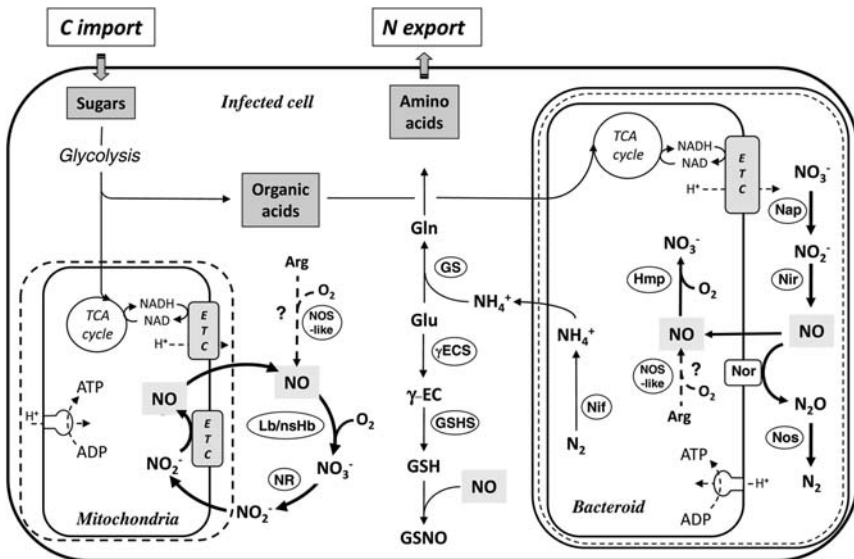 C import
N export
Sugars
Infected cell
Amino
acids
Glycolysis
Organic
acids
TCA
cycle
NADH
NAD
H⁺
E
T
C
NO₃⁻
Nap
NO₂⁻
Nir
NO
Nor
N₂O
Nos
N₂
NO₃⁻
Hmp
O₂
NO
NOS
-like
?
O₂
Arg
NH₄⁺
Nif
N₂
ATP
ADP
H⁺
Bacteroid
Gln
GS
NH₄⁺
Glu
γECS
γ-EC
GSHS
GSH
NO
GSNO
Arg
?
O₂
NOS
-like
NO
Lb/nsHb
O₂
NO₃⁻
NR
NO₂⁻
TCA
cycle
NADH
NAD
H⁺
E
T
C
NO
E
T
C
NO₂⁻
H⁺
ATP
ADP
Mitochondria